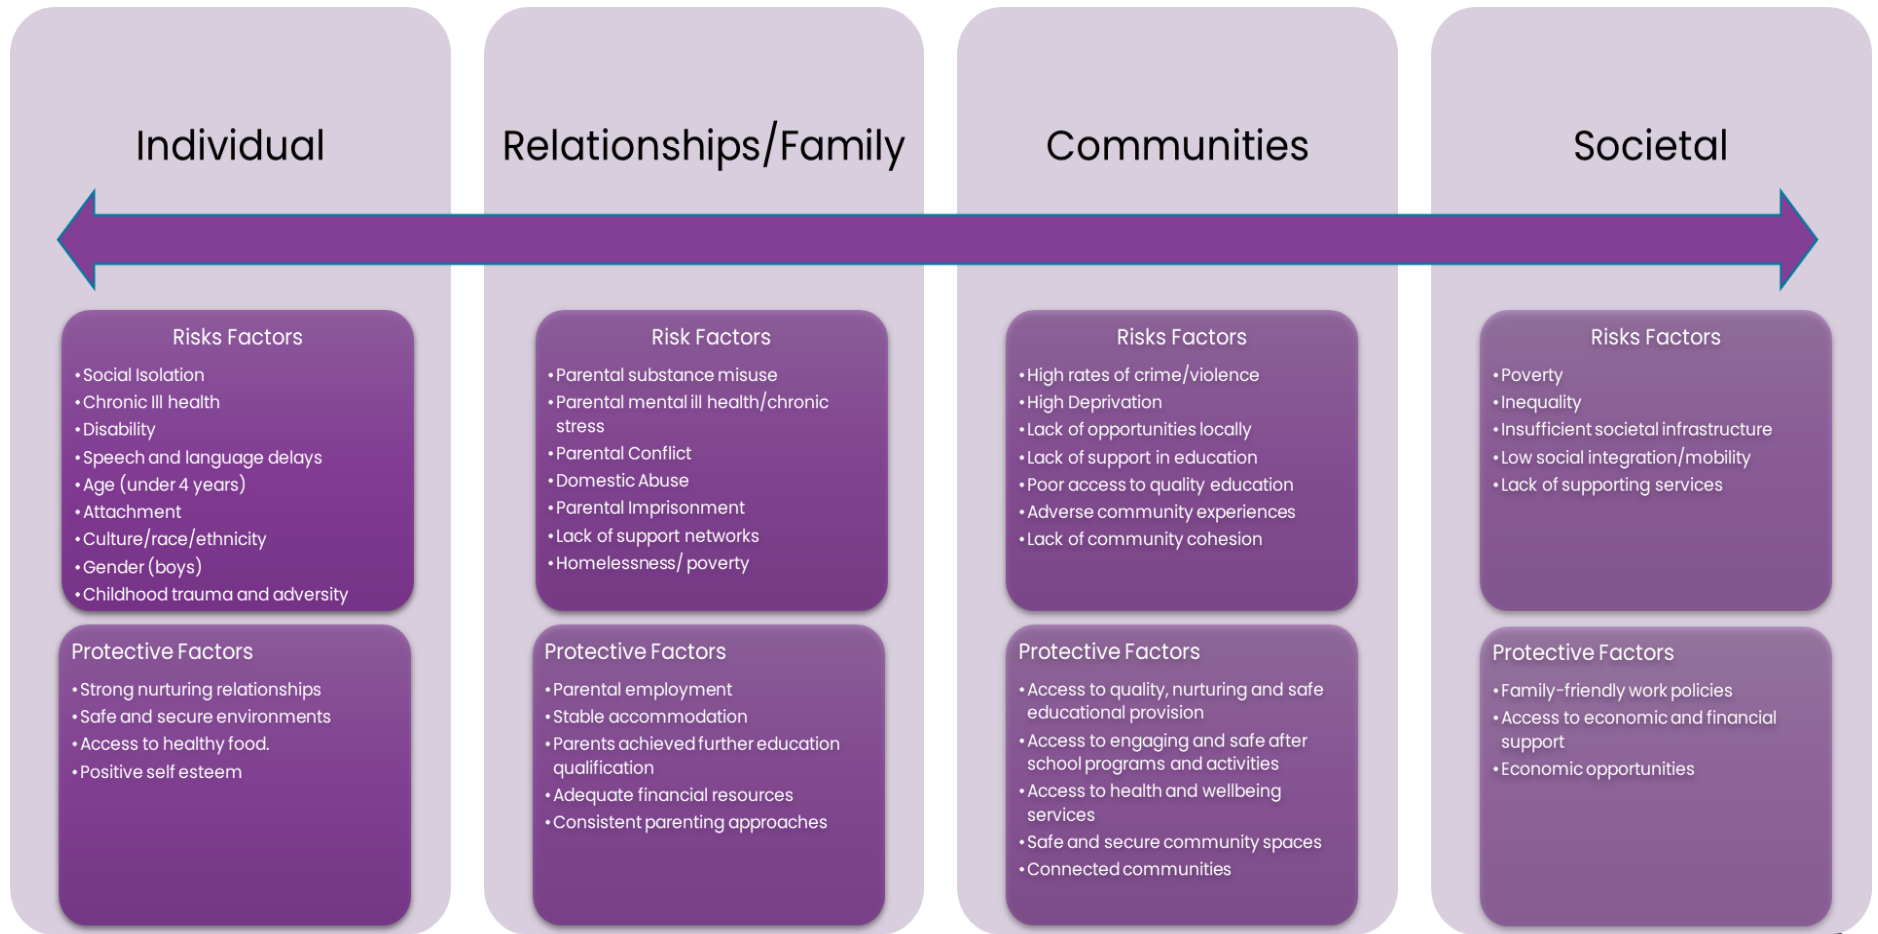 Individual
Relationships/Family
Communities
Societal
Risks Factors
•Social Isolation
•Chronic Ill health
•Disability
•Speech and language delays
•Age (under 4 years)
•Attachment
•Culture/race/ethnicity
•Gender (boys)
•Childhood trauma and adversity
Protective Factors
•Strong nurturing relationships
•Safe and secure environments
•Access to healthy food.
•Positive self esteem
Risk Factors
•Parental substance misuse
•Parental mental ill health/chronic
stress
•Parental Conflict
•Domestic Abuse
•Parental Imprisonment
•Lack of support networks
•Homelessness/ poverty
Protective Factors
•Parental employment
•Stable accommodation
•Parents achieved further education
qualification
•Adequate financial resources
•Consistent parenting approaches
Risks Factors
•High rates of crime/violence
•High Deprivation
•Lack of opportunities locally
•Lack of support in education
•Poor access to quality education
•Adverse community experiences
•Lack of community cohesion
Protective Factors
•Access to quality, nurturing and safe
educational provision
•Access to engaging and safe after
school programs and activities
•Access to health and wellbeing
services
•Safe and secure community spaces
•Connected communities
Risks Factors
•Poverty
•Inequality
•Insufficient societal infrastructure
•Low social integration/mobility
•Lack of supporting services
Protective Factors
•Family-friendly work policies
•Access to economic and financial
support
•Economic opportunities